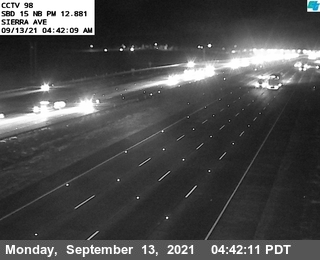 CCTV 98
SBD 15 NB PM 12.881
SIERRA AVE
09/13/21 04:42:09 AM
Monday, September 13, 2021 04:42:11 PDT